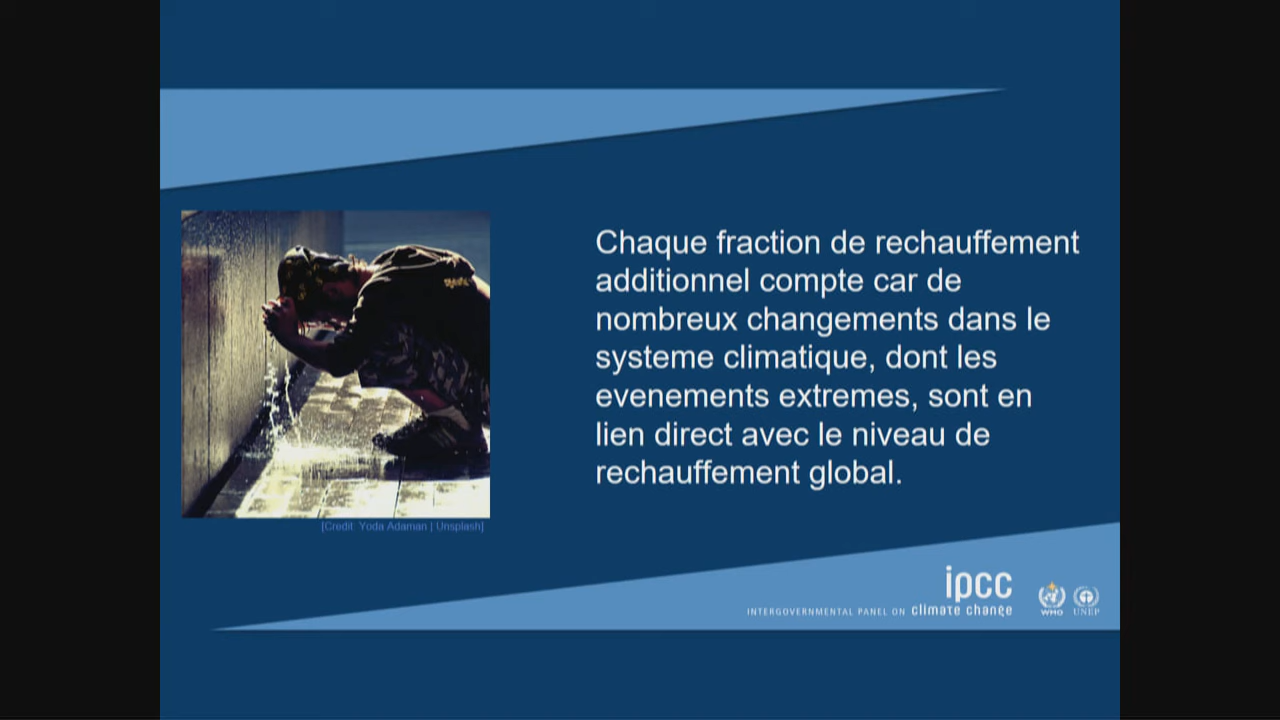 Chaque fraction de rechauffement
additionnel compte car de
nombreux changements dans le
systeme climatique, dont les
evenements extremes, sont en
lien direct avec le niveau de
rechauffement global.
[Credit: Yoda Adaman | Unsplash]
ipcc
INTERGOVERNMENTAL PANEL ON climate change
WMO UNEP